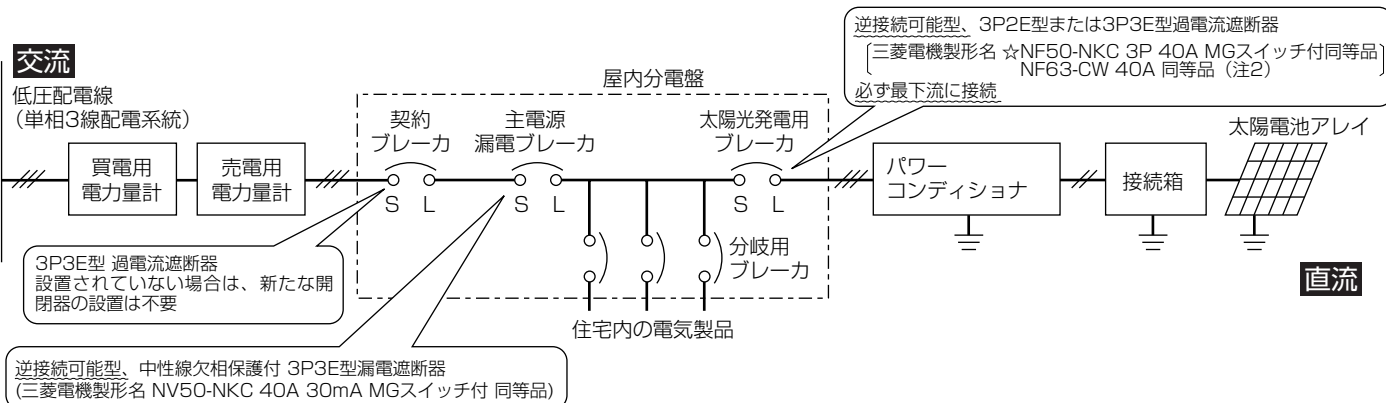 逆接続可能型、3P2E型または3P3E型過電流遮断器
三菱電機製形名 ☆NF50-NKC 3P 40A MGスイッチ付同等品
NF63-CW 40A 同等品（注2）
必ず最下流に接続
交流
低圧配電線
（単相3線配電系統）
屋内分電盤
契約
ブレーカ
主電源
漏電ブレーカ
太陽光発電用
ブレーカ
太陽電池アレイ
買電用
電力量計
売電用
電力量計
パワー
コンディショナ
接続箱
S L
S L
S L
分岐用
ブレーカ
3P3E型 過電流遮断器
設置されていない場合は、新たな開
閉器の設置は不要
直流
住宅内の電気製品
逆接続可能型、中性線欠相保護付 3P3E型漏電遮断器
(三菱電機製形名 NV50-NKC 40A 30mA MGスイッチ付 同等品)